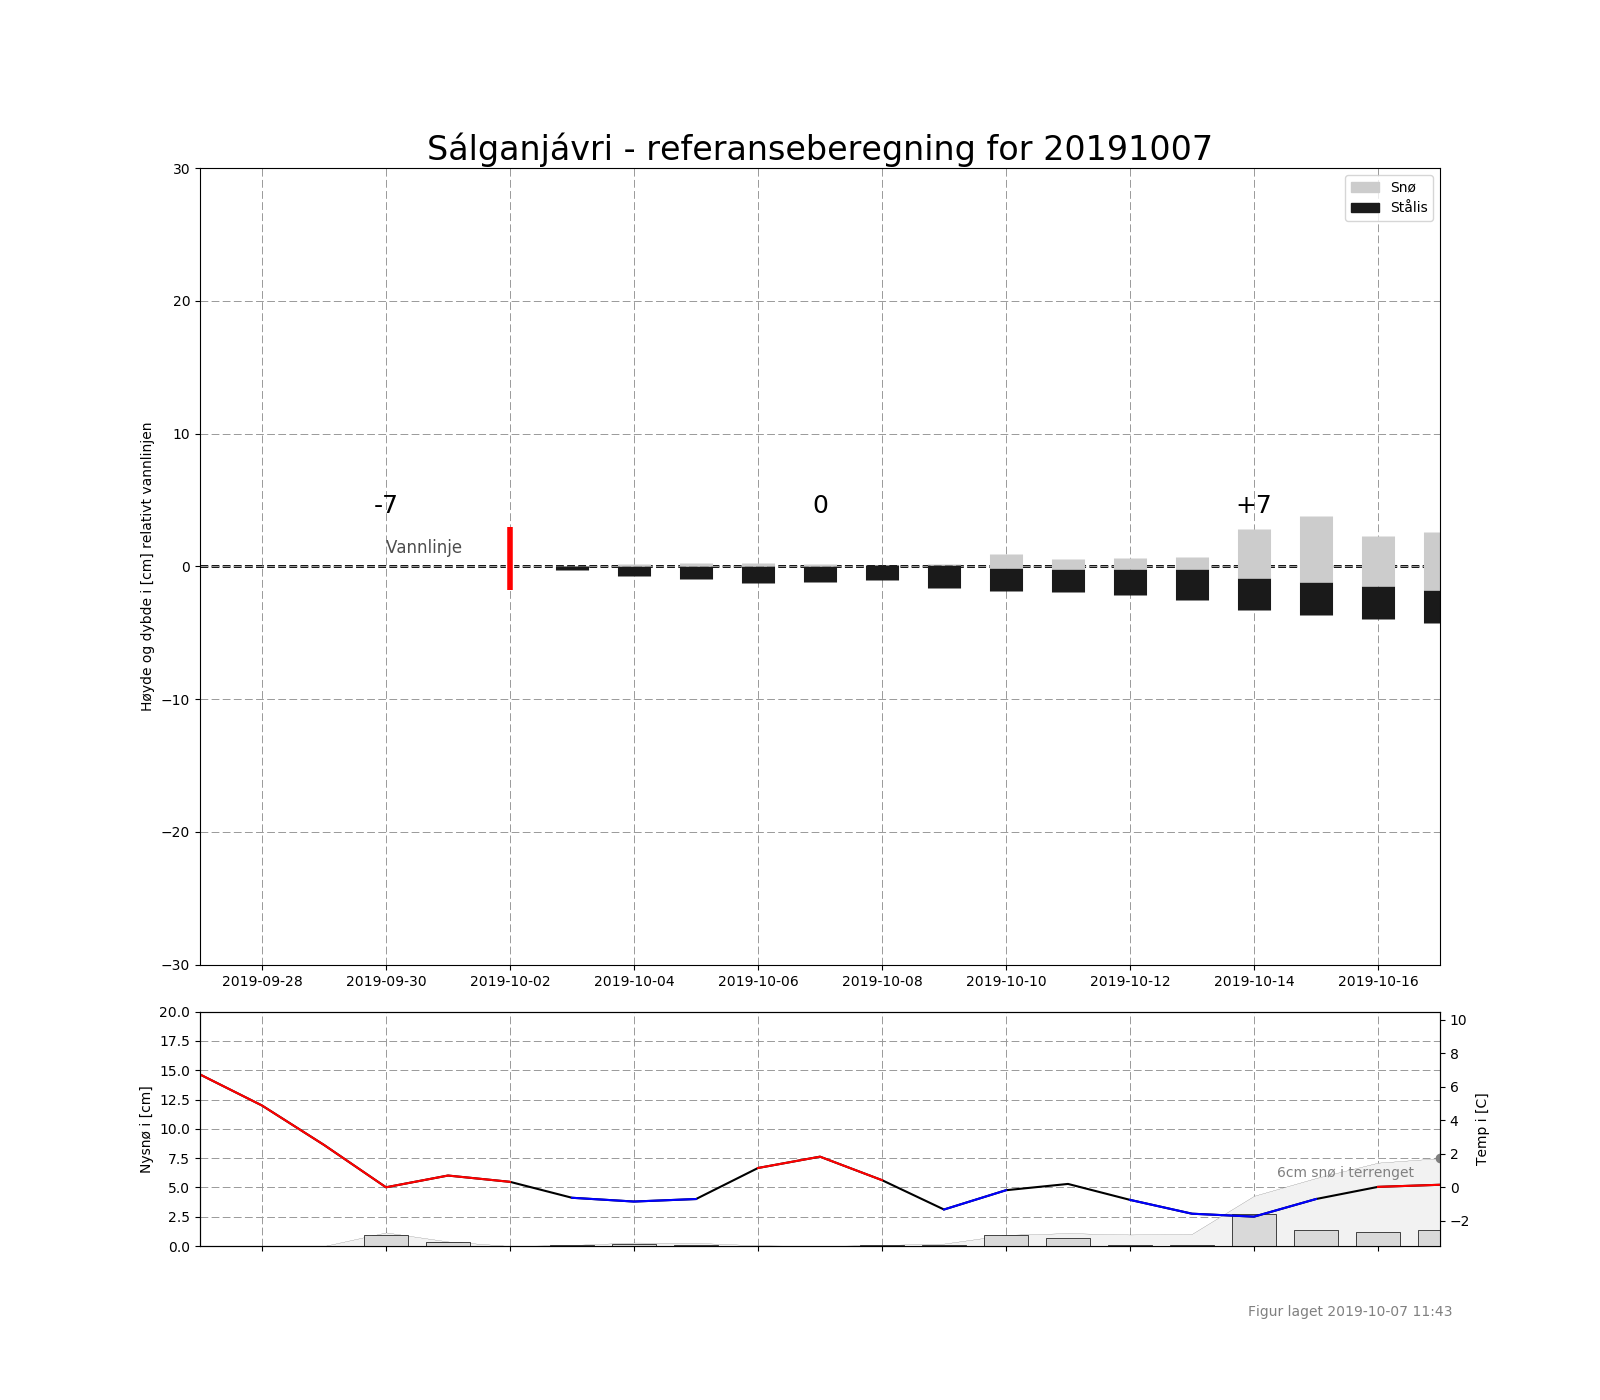 Sálganjávri - referanseberegning for 20191007
Høyde og dybde i [cm] relativt vannlinjen
30
20
10
0
−10
−20
−30
Snø
Stålis
-7
0
+7
Vannlinje
2019-09-28 2019-09-30 2019-10-02 2019-10-04 2019-10-06 2019-10-08 2019-10-10 2019-10-12 2019-10-14 2019-10-16
Nysnø i [cm]
20.0
17.5
15.0
12.5
10.0
7.5
5.0
2.5
0.0
6cm snø i terrenget
10
8
6
4
2
0
−2
Temp i [C]
Figur laget 2019-10-07 11:43